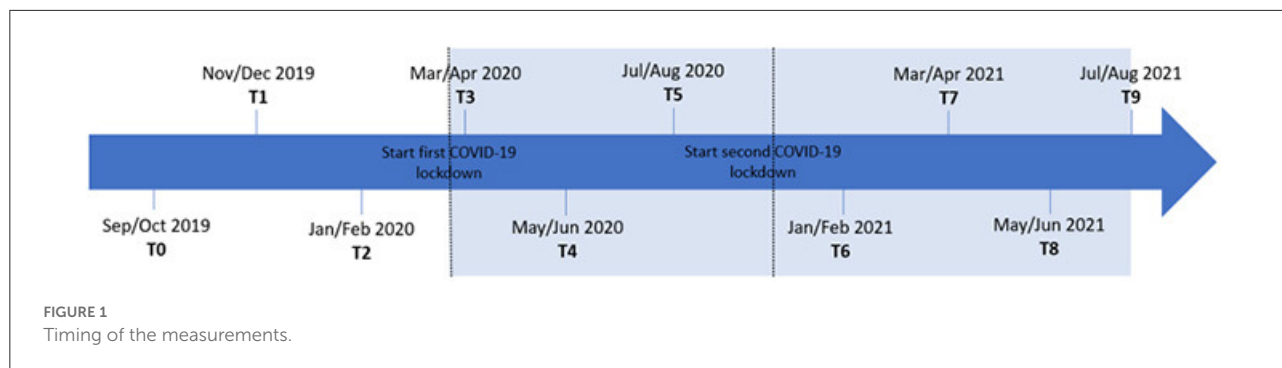 Nov/Dec 2019
T1
Mar/Apr 2020
T3
Jul/Aug 2020
T5
Mar/Apr 2021
T7
Jul/Aug 2021
T9
Start first COVID-19
lockdown
Start second COVID-19
lockdown
Sep/Oct 2019
T0
Jan/Feb 2020
T2
May/Jun 2020
T4
Jan/Feb 2021
T6
May/Jun 2021
T8
FIGURE 1
Timing of the measurements.